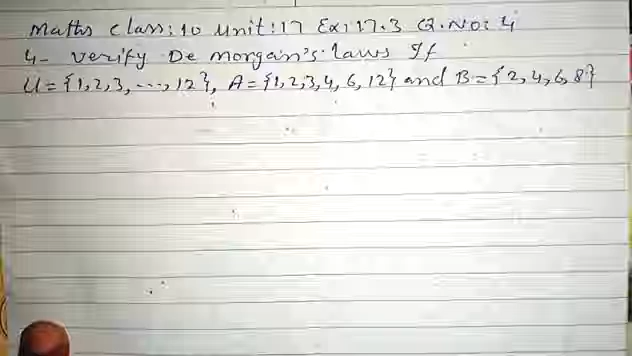 Maths class: 10 Unit: 17 Ex: 17.3 Q.No: 4
4- verify De morgan's laws If
U = {1, 2, 3, ..., 12}, A = {1, 2, 3, 4, 6, 12} and B = {2, 4, 6, 8}